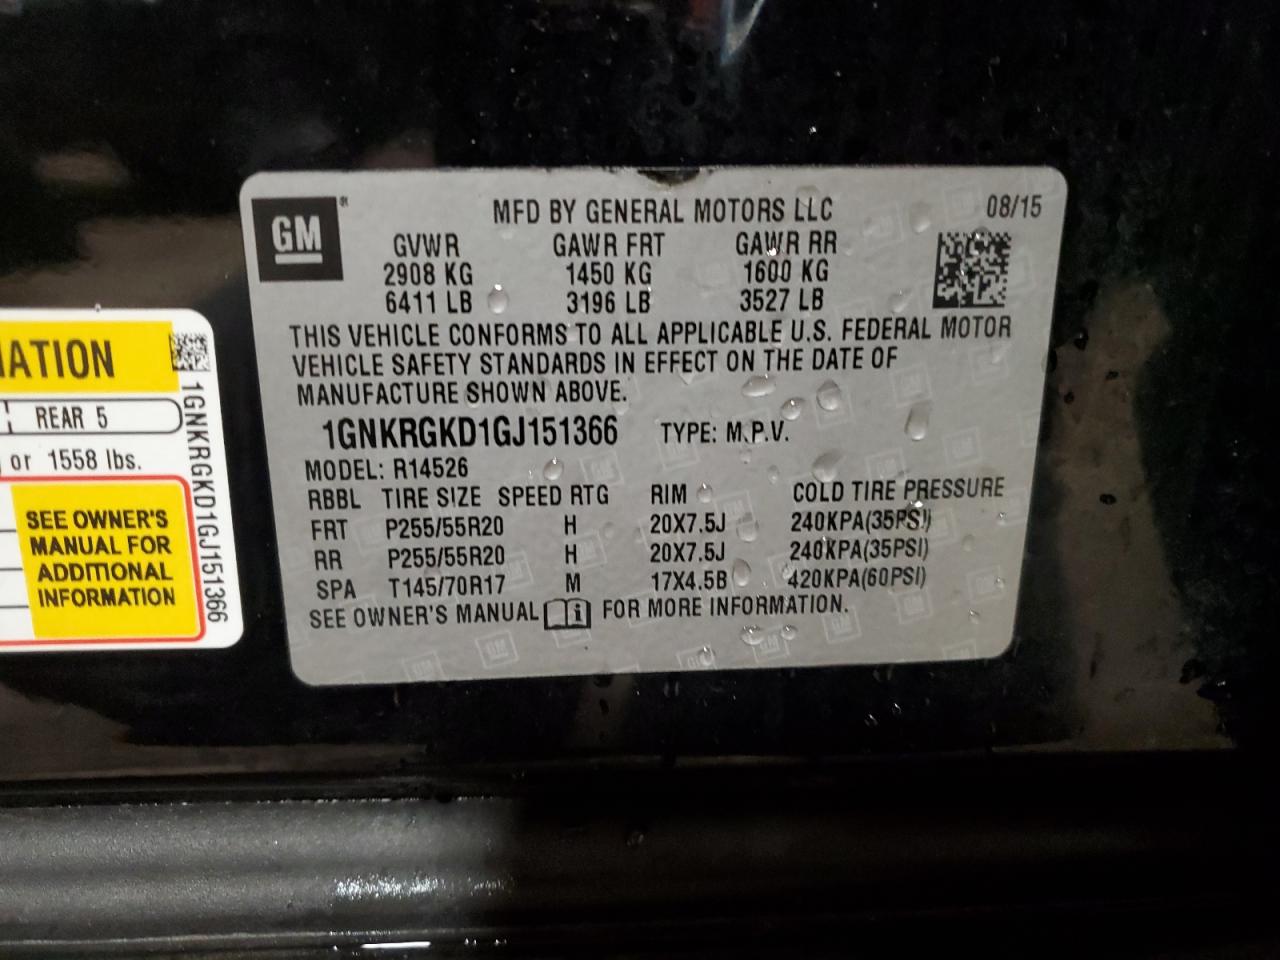 GM
MFD BY GENERAL MOTORS LLC 08/15
GVWR GAWR FRT GAWR RR
2908 KG 1450 KG 1600 KG
6411 LB 3196 LB 3527 LB
THIS VEHICLE CONFORMS TO ALL APPLICABLE U.S. FEDERAL MOTOR
VEHICLE SAFETY STANDARDS IN EFFECT ON THE DATE OF
MANUFACTURE SHOWN ABOVE.
1GNKRGKD1GJ151366 TYPE: M.P.V.
MODEL: R14526
RBBL TIRE SIZE SPEED RTG RIM COLD TIRE PRESSURE
FRT P255/55R20 H 20X7.5J 240KPA(35PSI)
RR P255/55R20 H 20X7.5J 240KPA(35PSI)
SPA T145/70R17 M 17X4.5B 420KPA(60PSI)
SEE OWNER'S MANUAL i FOR MORE INFORMATION.
REAR 5
or 1558 lbs.
SEE OWNER'S
MANUAL FOR
ADDITIONAL
INFORMATION
1GNKRGKD1GJ151366